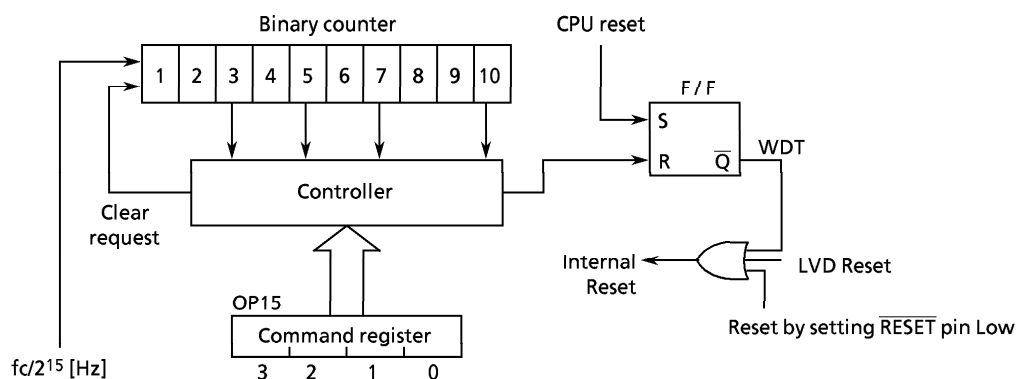 Binary counter
CPU reset
1 2 3 4 5 6 7 8 9 10
F / F
S
R Q̅ WDT
Controller
Clear
request
Internal
Reset
LVD Reset
OP15
Command register
3 2 1 0
Reset by setting R̅E̅S̅E̅T̅ pin Low
fc/2¹⁵ [Hz]